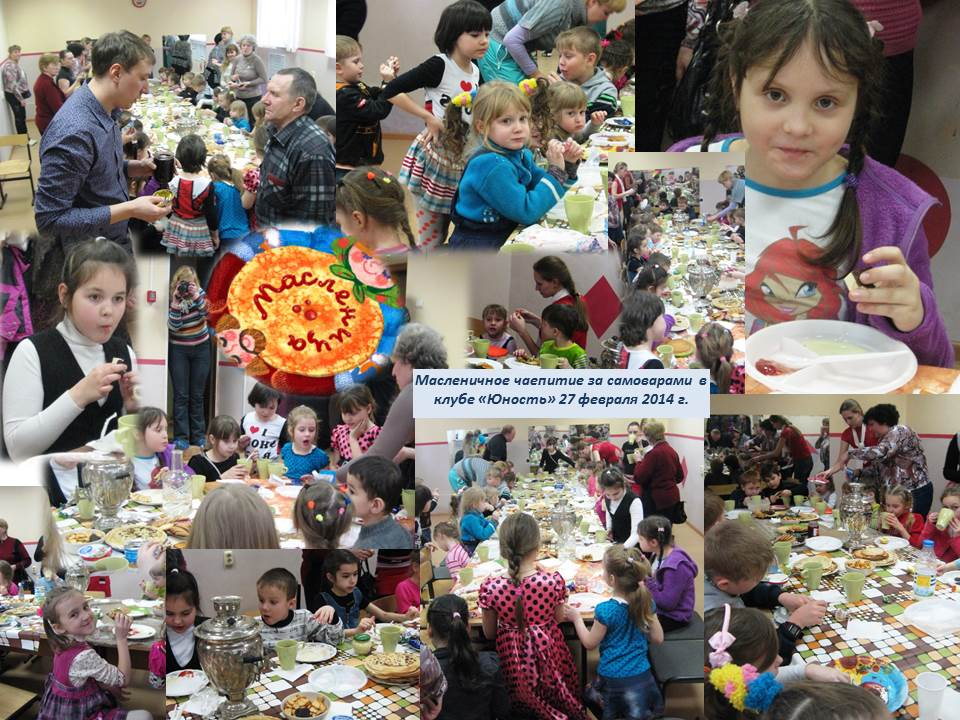 Масленица
Масленичное чаепитие за самоварами в
клубе «Юность» 27 февраля 2014 г.